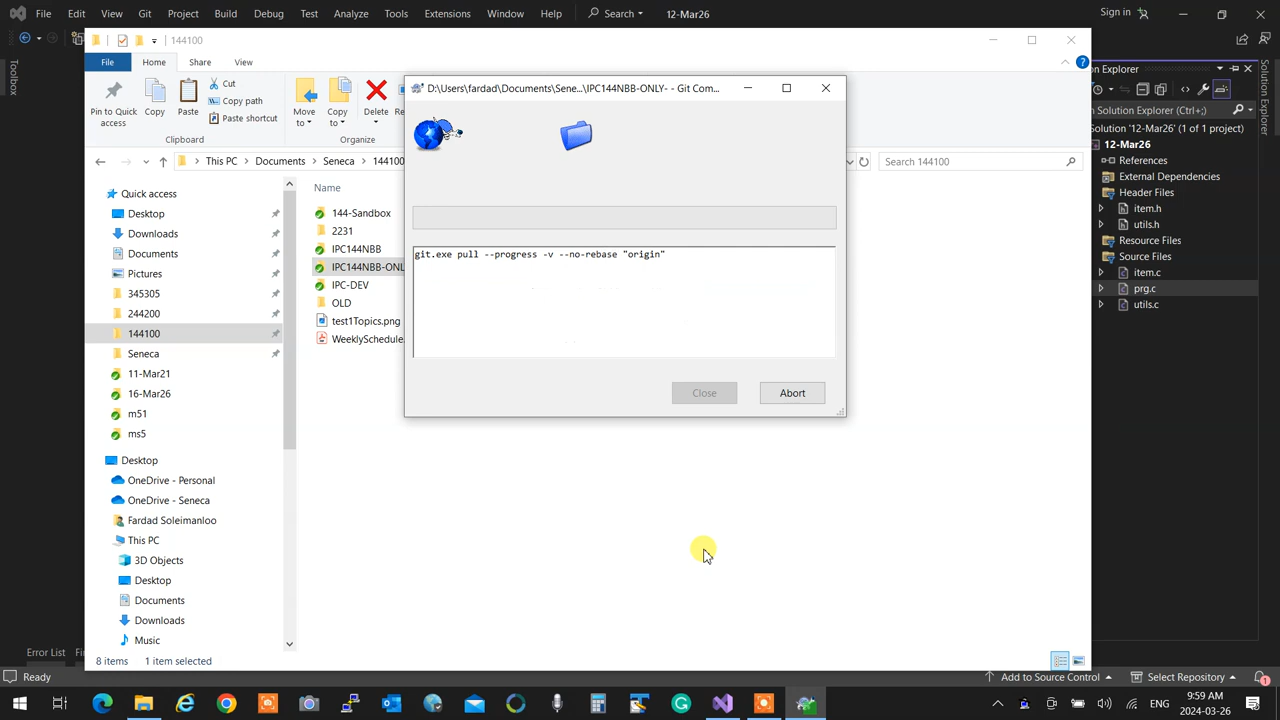 File Edit View Git Project Build Debug Test Analyze Tools Extensions Window Help Search 12-Mar26 Sign in
144100
File Home Share View
Pin to Quick access
Copy
Paste
Cut
Copy path
Paste shortcut
Move to
Copy to
Delete
Clipboard
Organize
This PC Documents Seneca 144100
Search 144100
Quick access
Desktop
Downloads
Documents
Pictures
345305
244200
144100
Seneca
11-Mar21
16-Mar26
m51
ms5
Desktop
OneDrive - Personal
OneDrive - Seneca
Fardad Soleimanloo
This PC
3D Objects
Desktop
Documents
Downloads
Music
Name
144-Sandbox
2231
IPC144NBB
IPC144NBB-ONL
IPC-DEV
OLD
test1Topics.png
WeeklySchedule
8 items 1 item selected
D:\Users\fardad\Documents\Sene...\IPC144NBB-ONLY- - Git Com...
git.exe pull --progress -v --no-rebase "origin"
Close Abort
Toolbox
Solution Explorer
on Explorer
Explorer (Ctrl+;)
Solution '12-Mar26' (1 of 1 project)
12-Mar26
References
External Dependencies
Header Files
item.h
utils.h
Resource Files
Source Files
item.c
prg.c
utils.c
Error List
Ready
Add to Source Control Select Repository
1
ENG
9:59 AM
2024-03-26